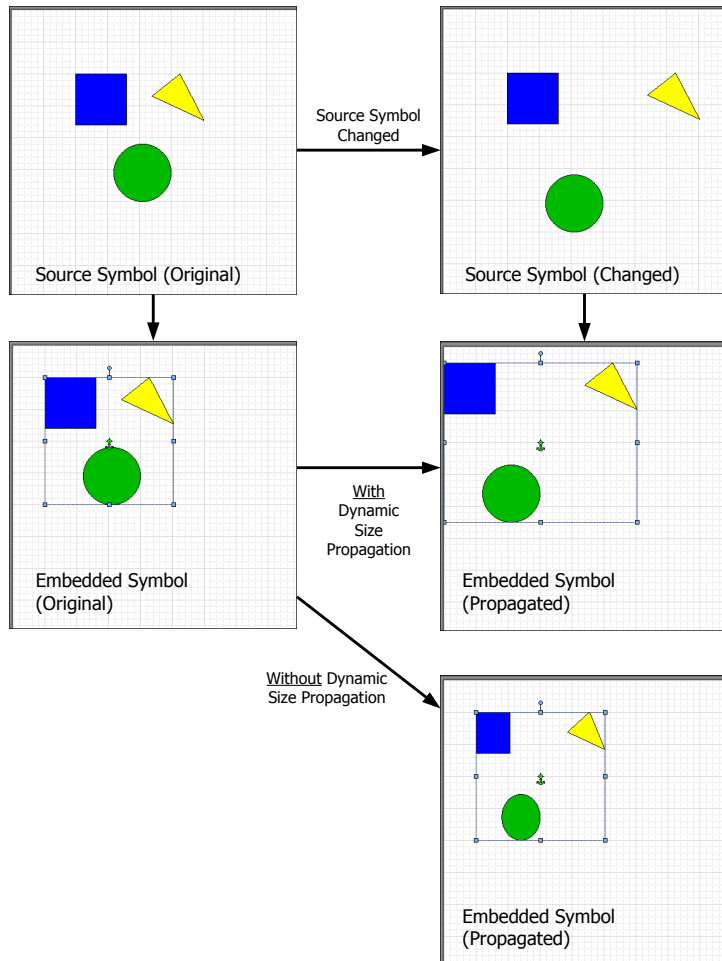 Source Symbol
Changed
Source Symbol (Original)
Source Symbol (Changed)
With
Dynamic
Size
Propagation
Embedded Symbol
(Original)
Embedded Symbol
(Propagated)
Without Dynamic
Size Propagation
Embedded Symbol
(Propagated)